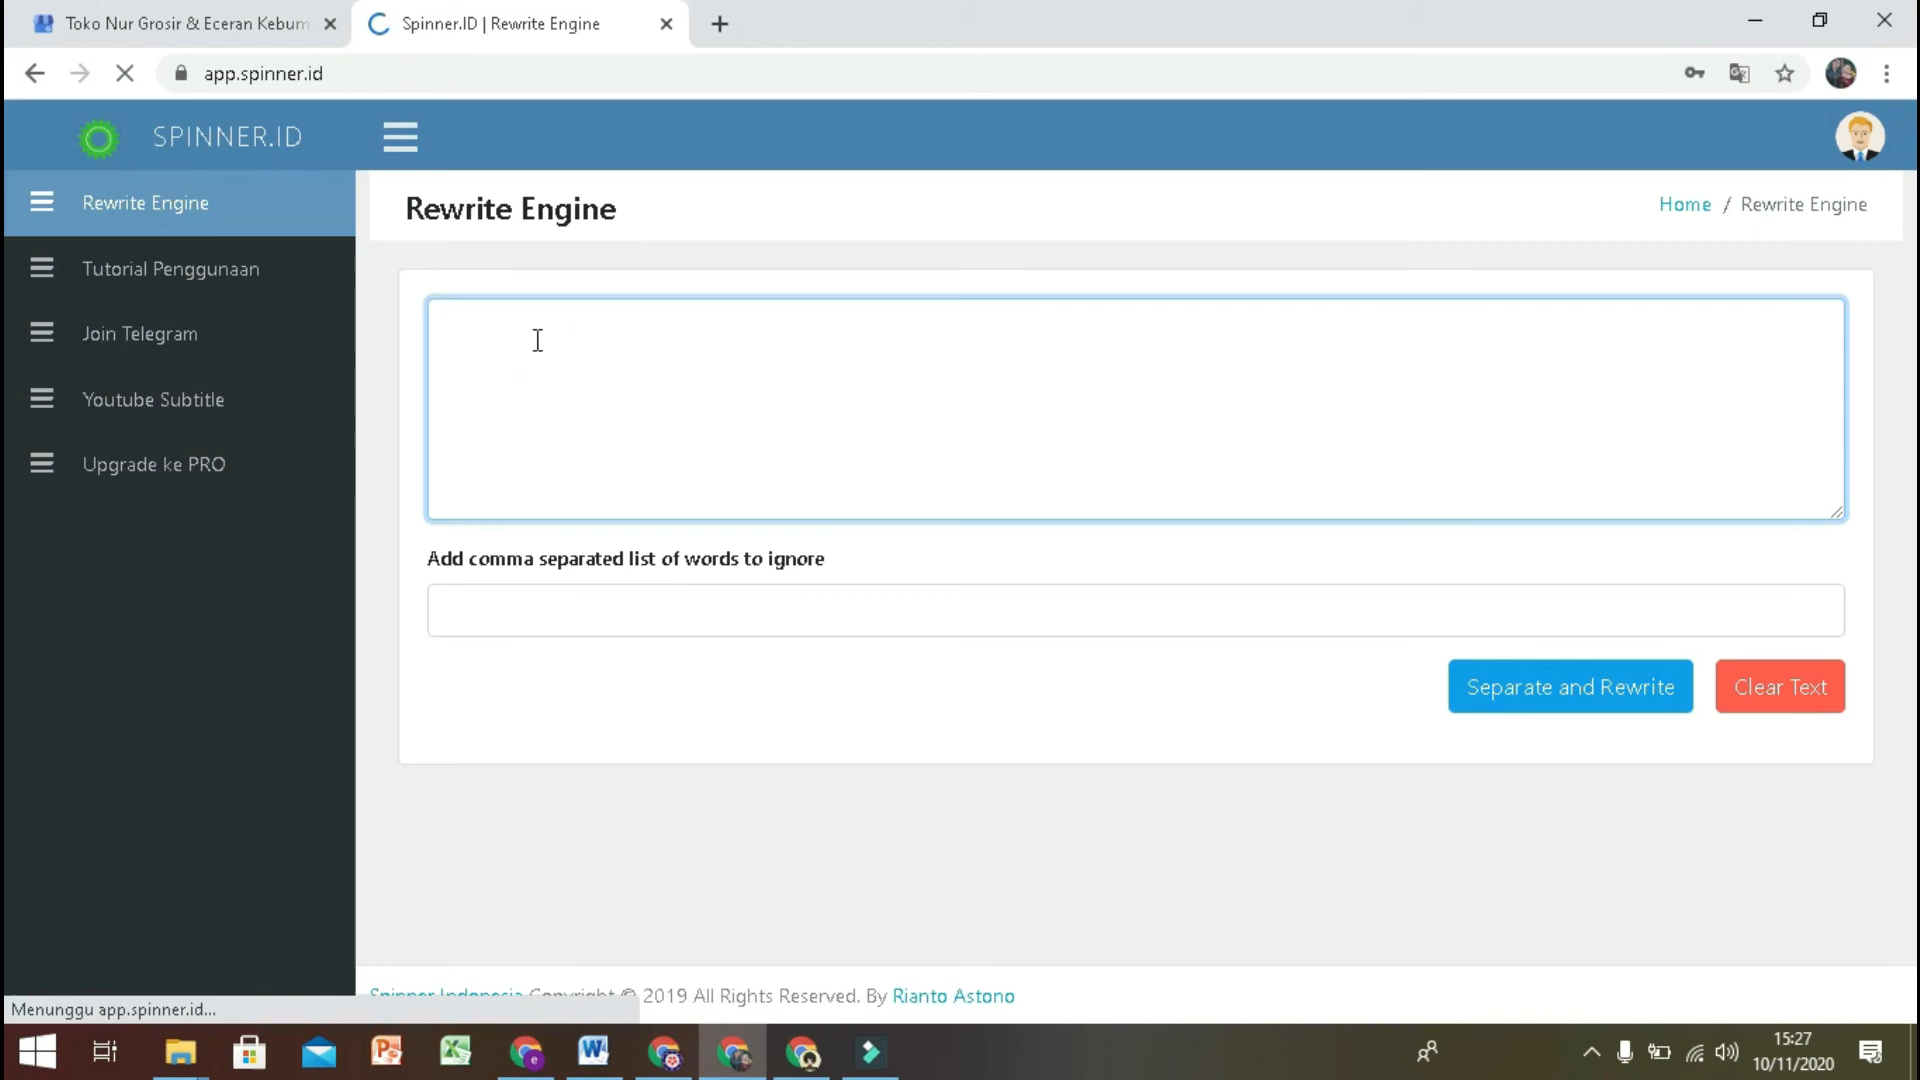 Toko Nur Grosir & Eceran Kebum
Spinner.ID | Rewrite Engine
app.spinner.id
SPINNER.ID
Rewrite Engine
Tutorial Penggunaan
Join Telegram
Youtube Subtitle
Upgrade ke PRO
Rewrite Engine
Home / Rewrite Engine
Add comma separated list of words to ignore
Separate and Rewrite
Clear Text
Spinner Indonesia Copyright © 2019 All Rights Reserved. By Rianto Astono
Menunggu app.spinner.id...
15:27
10/11/2020